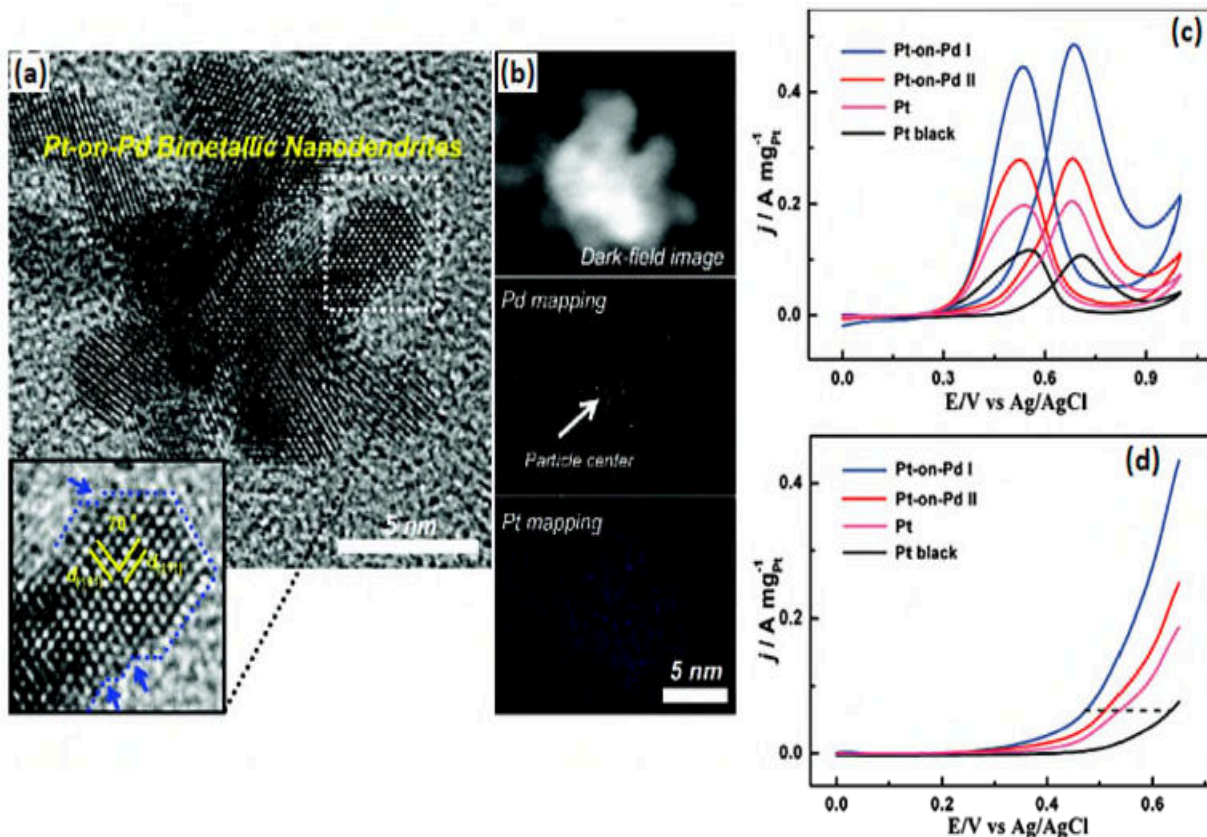 (a)
Pt-on-Pd Bimetallic Nanodendrites
5 nm
70°
(b)
Dark-field image
Pd mapping
Particle center
Pt mapping
5 nm
(c)
Pt-on-Pd I
Pt-on-Pd II
Pt
Pt black
j / A mg⁻¹Pt
0.4
0.2
0.0
0.0 0.3 0.6 0.9
E/V vs Ag/AgCl
(d)
Pt-on-Pd I
Pt-on-Pd II
Pt
Pt black
j / A mg⁻¹Pt
0.4
0.2
0.0
0.0 0.2 0.4 0.6
E/V vs Ag/AgCl